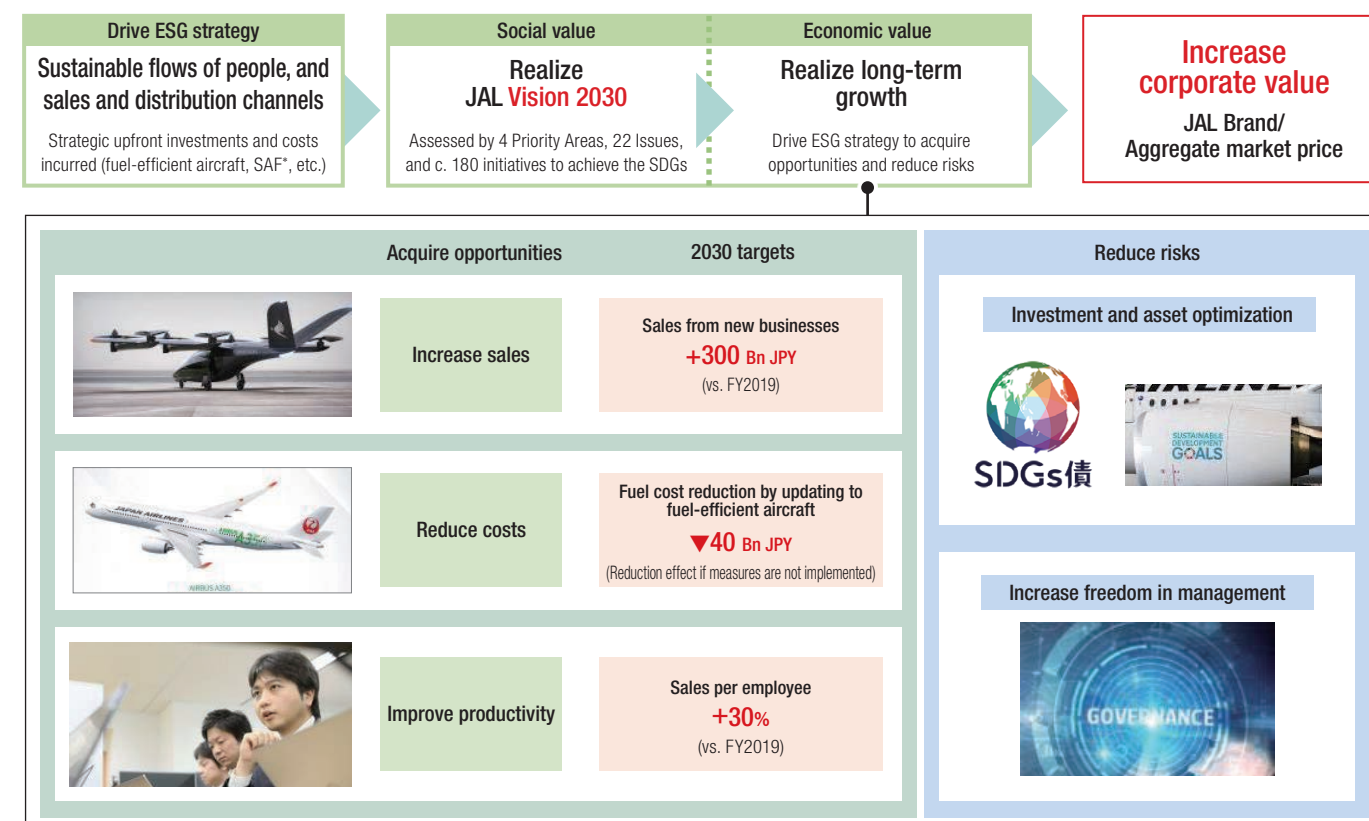 Drive ESG strategy
Sustainable flows of people, and
sales and distribution channels
Strategic upfront investments and costs
incurred (fuel-efficient aircraft, SAF*, etc.)
Social value
Realize
JAL Vision 2030
Assessed by 4 Priority Areas, 22 Issues,
and c. 180 initiatives to achieve the SDGs
Economic value
Realize long-term
growth
Drive ESG strategy to acquire
opportunities and reduce risks
Increase
corporate value
JAL Brand/
Aggregate market price
Acquire opportunities
2030 targets
Increase sales
Sales from new businesses
+300 Bn JPY
(vs. FY2019)
JAPAN AIRLINES
AIRBUS A350
Reduce costs
Fuel cost reduction by updating to
fuel-efficient aircraft
▼40 Bn JPY
(Reduction effect if measures are not implemented)
Improve productivity
Sales per employee
+30%
(vs. FY2019)
Reduce risks
Investment and asset optimization
SDGs債
SUSTAINABLE
DEVELOPMENT
GOALS
Increase freedom in management
GOVERNANCE